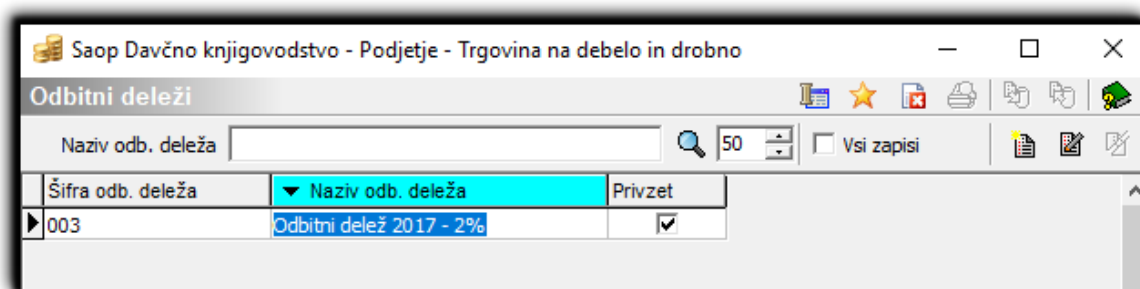 Saop Davčno knjigovodstvo - Podjetje - Trgovina na debelo in drobno
Odbitni deleži
Naziv odb. deleža 50 Vsi zapisi
Šifra odb. deleža Naziv odb. deleža Privzet
003 Odbitni delež 2017 - 2%